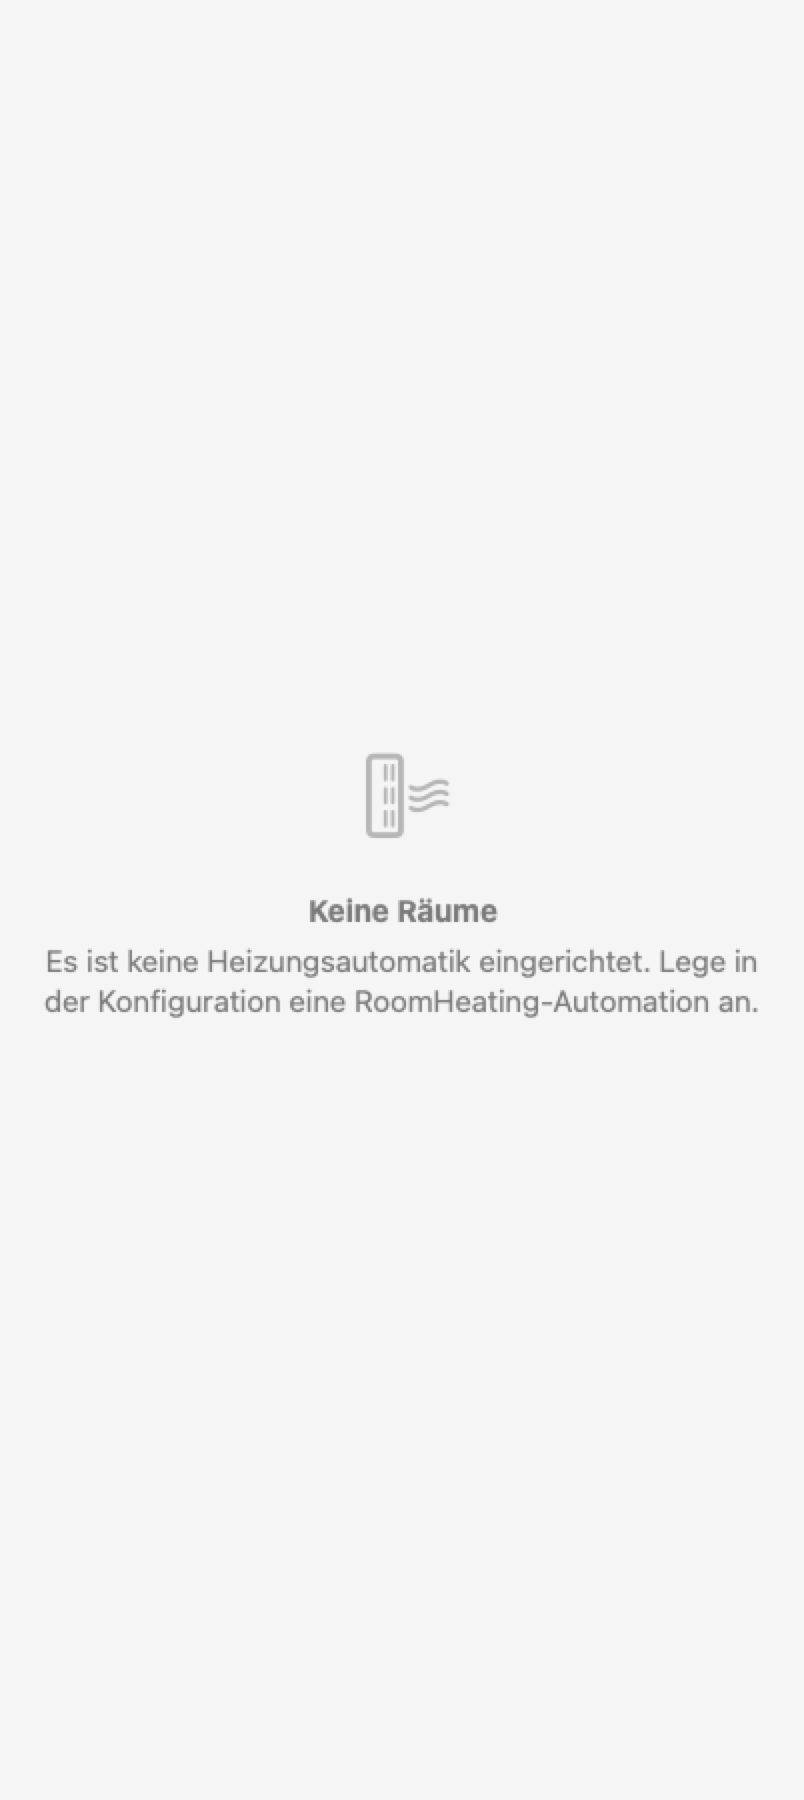 Keine Räume
Es ist keine Heizungsautomatik eingerichtet. Lege in
der Konfiguration eine RoomHeating-Automation an.